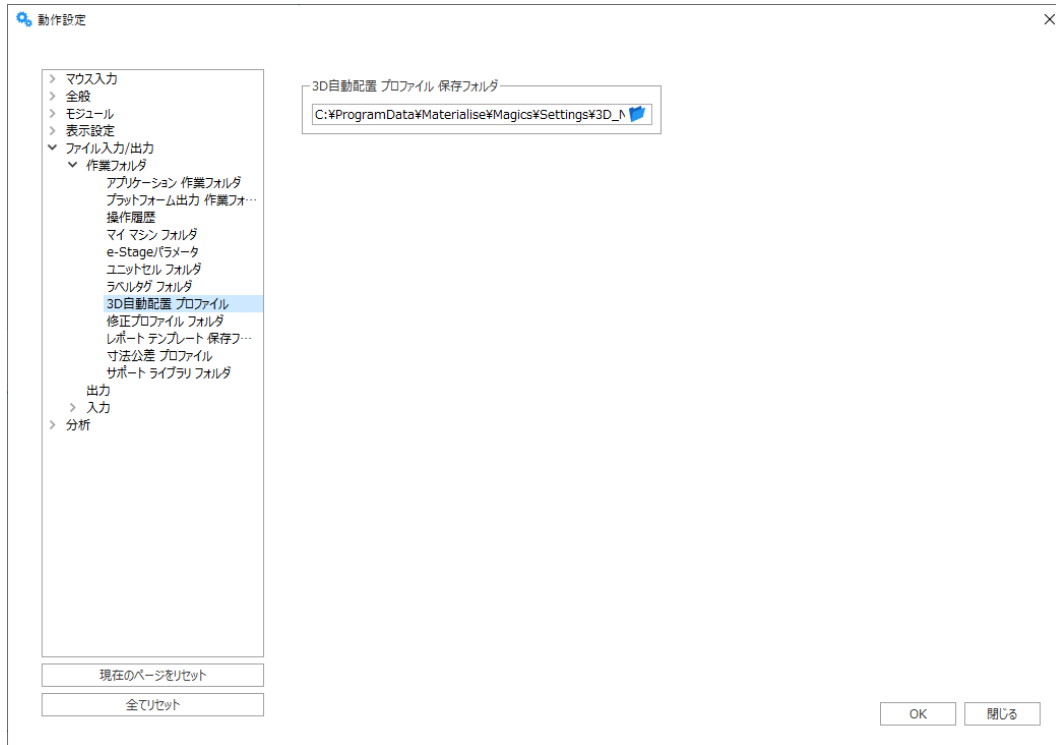 動作設定
マウス入力
全般
モジュール
表示設定
ファイル入力/出力
作業フォルダ
アプリケーション 作業フォルダ
プラットフォーム出力 作業フォ…
操作履歴
マイ マシン フォルダ
e-Stageパラメータ
ユニットセル フォルダ
ラベルタグ フォルダ
3D自動配置 プロファイル
修正プロファイル フォルダ
レポート テンプレート 保存フ…
寸法公差 プロファイル
サポート ライブラリ フォルダ
出力
入力
分析
現在のページをリセット
全てリセット
3D自動配置 プロファイル 保存フォルダ
C:¥ProgramData¥Materialise¥Magics¥Settings¥3D_N
OK
閉じる